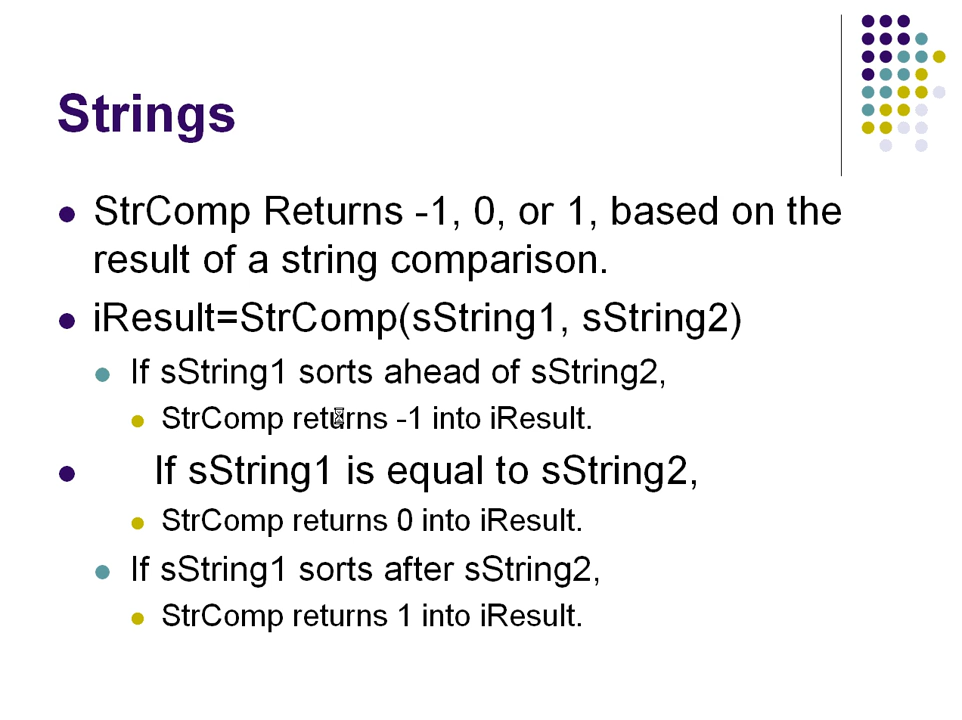 Strings
StrComp Returns -1, 0, or 1, based on the
result of a string comparison.
iResult=StrComp(sString1, sString2)
If sString1 sorts ahead of sString2,
StrComp returns -1 into iResult.
If sString1 is equal to sString2,
StrComp returns 0 into iResult.
If sString1 sorts after sString2,
StrComp returns 1 into iResult.